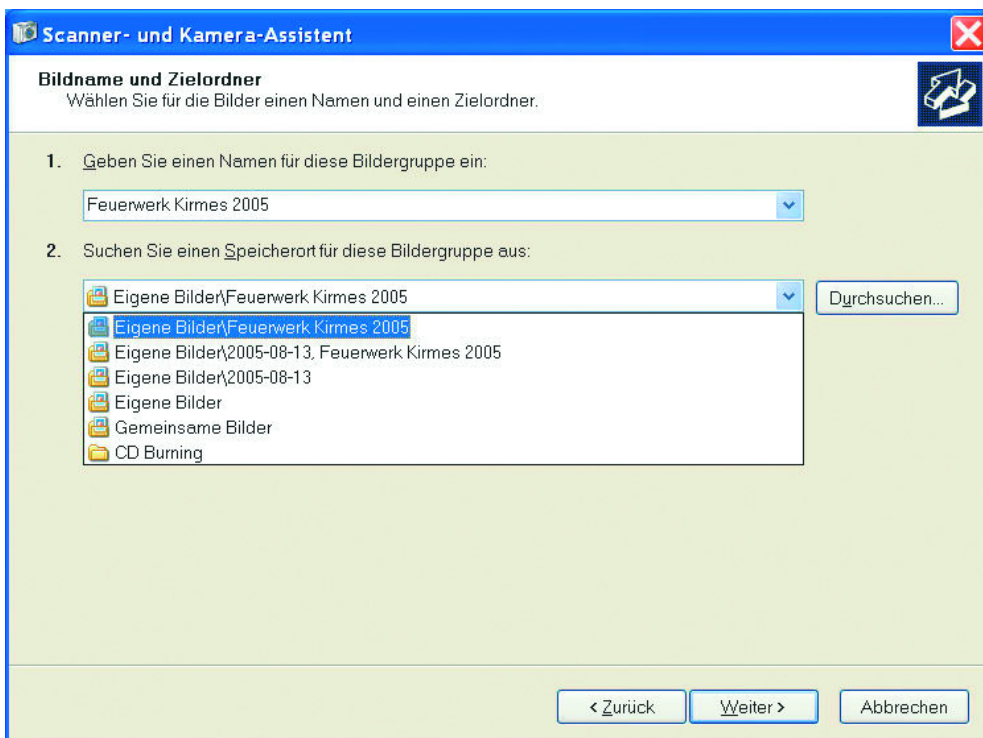 Scanner- und Kamera-Assistent
Bildname und Zielordner
Wählen Sie für die Bilder einen Namen und einen Zielordner.
1. Geben Sie einen Namen für diese Bildergruppe ein:
Feuerwerk Kirmes 2005
2. Suchen Sie einen Speicherort für diese Bildergruppe aus:
Eigene Bilder\Feuerwerk Kirmes 2005
Durchsuchen...
Eigene Bilder\Feuerwerk Kirmes 2005
Eigene Bilder\2005-08-13, Feuerwerk Kirmes 2005
Eigene Bilder\2005-08-13
Eigene Bilder
Gemeinsame Bilder
CD Burning
< Zurück
Weiter >
Abbrechen